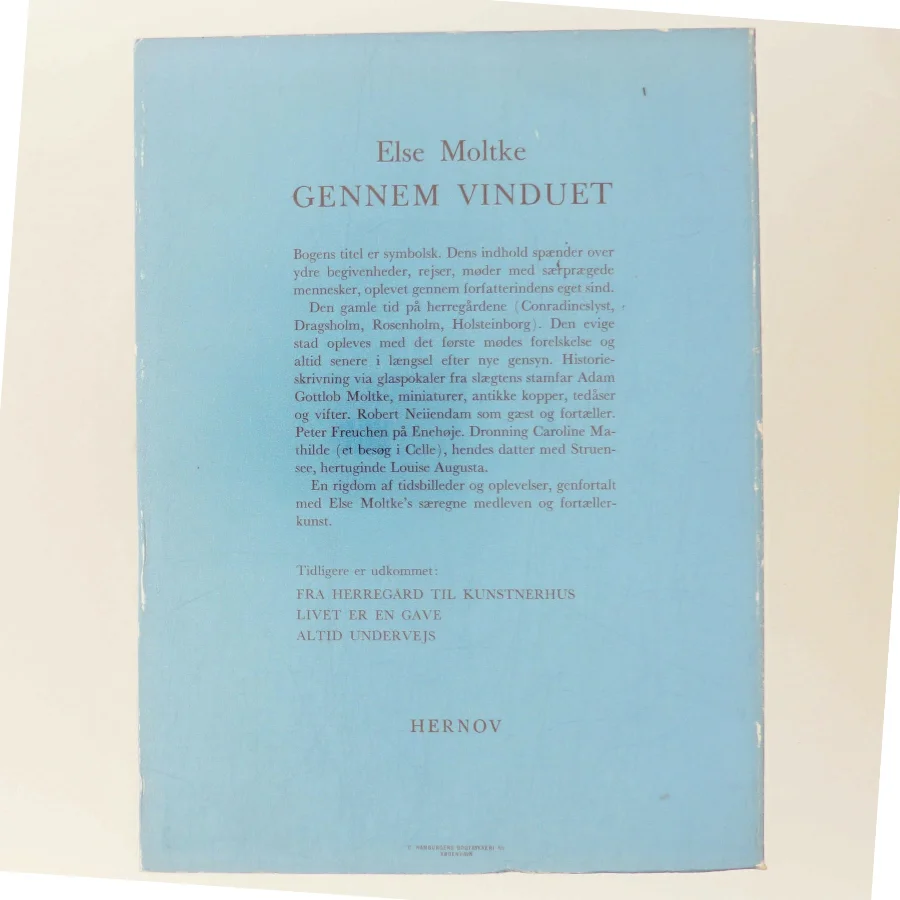 Else Moltke
GENNEM VINDUET
Bogens titel er symbolsk. Dens indhold spænder over
ydre begivenheder, rejser, møder med særprægede
mennesker, oplevet gennem forfatterindens eget sind.
Den gamle tid på herregårdene (Conradineslyst,
Dragsholm, Rosenholm, Holsteinborg). Den evige
stad opleves med det første mødes forelskelse og
altid senere i længsel efter nye gensyn. Historie-
skrivning via glaspokaler fra slægtens stamfar Adam
Gottlob Moltke, miniaturer, antikke kopper, tedåser
og vifter. Robert Neiiendam som gæst og fortæller.
Peter Freuchen på Enehøje. Dronning Caroline Ma-
thilde (et besøg i Celle), hendes datter med Struen-
see, hertuginde Louise Augusta.
En rigdom af tidsbilleder og oplevelser, genfortalt
med Else Moltke's særegne medleven og fortæller-
kunst.
Tidligere er udkommet:
FRA HERREGARD TIL KUNSTNERHUS
LIVET ER EN GAVE
ALTID UNDERVEJS
HERNOV
KØBENHAVN